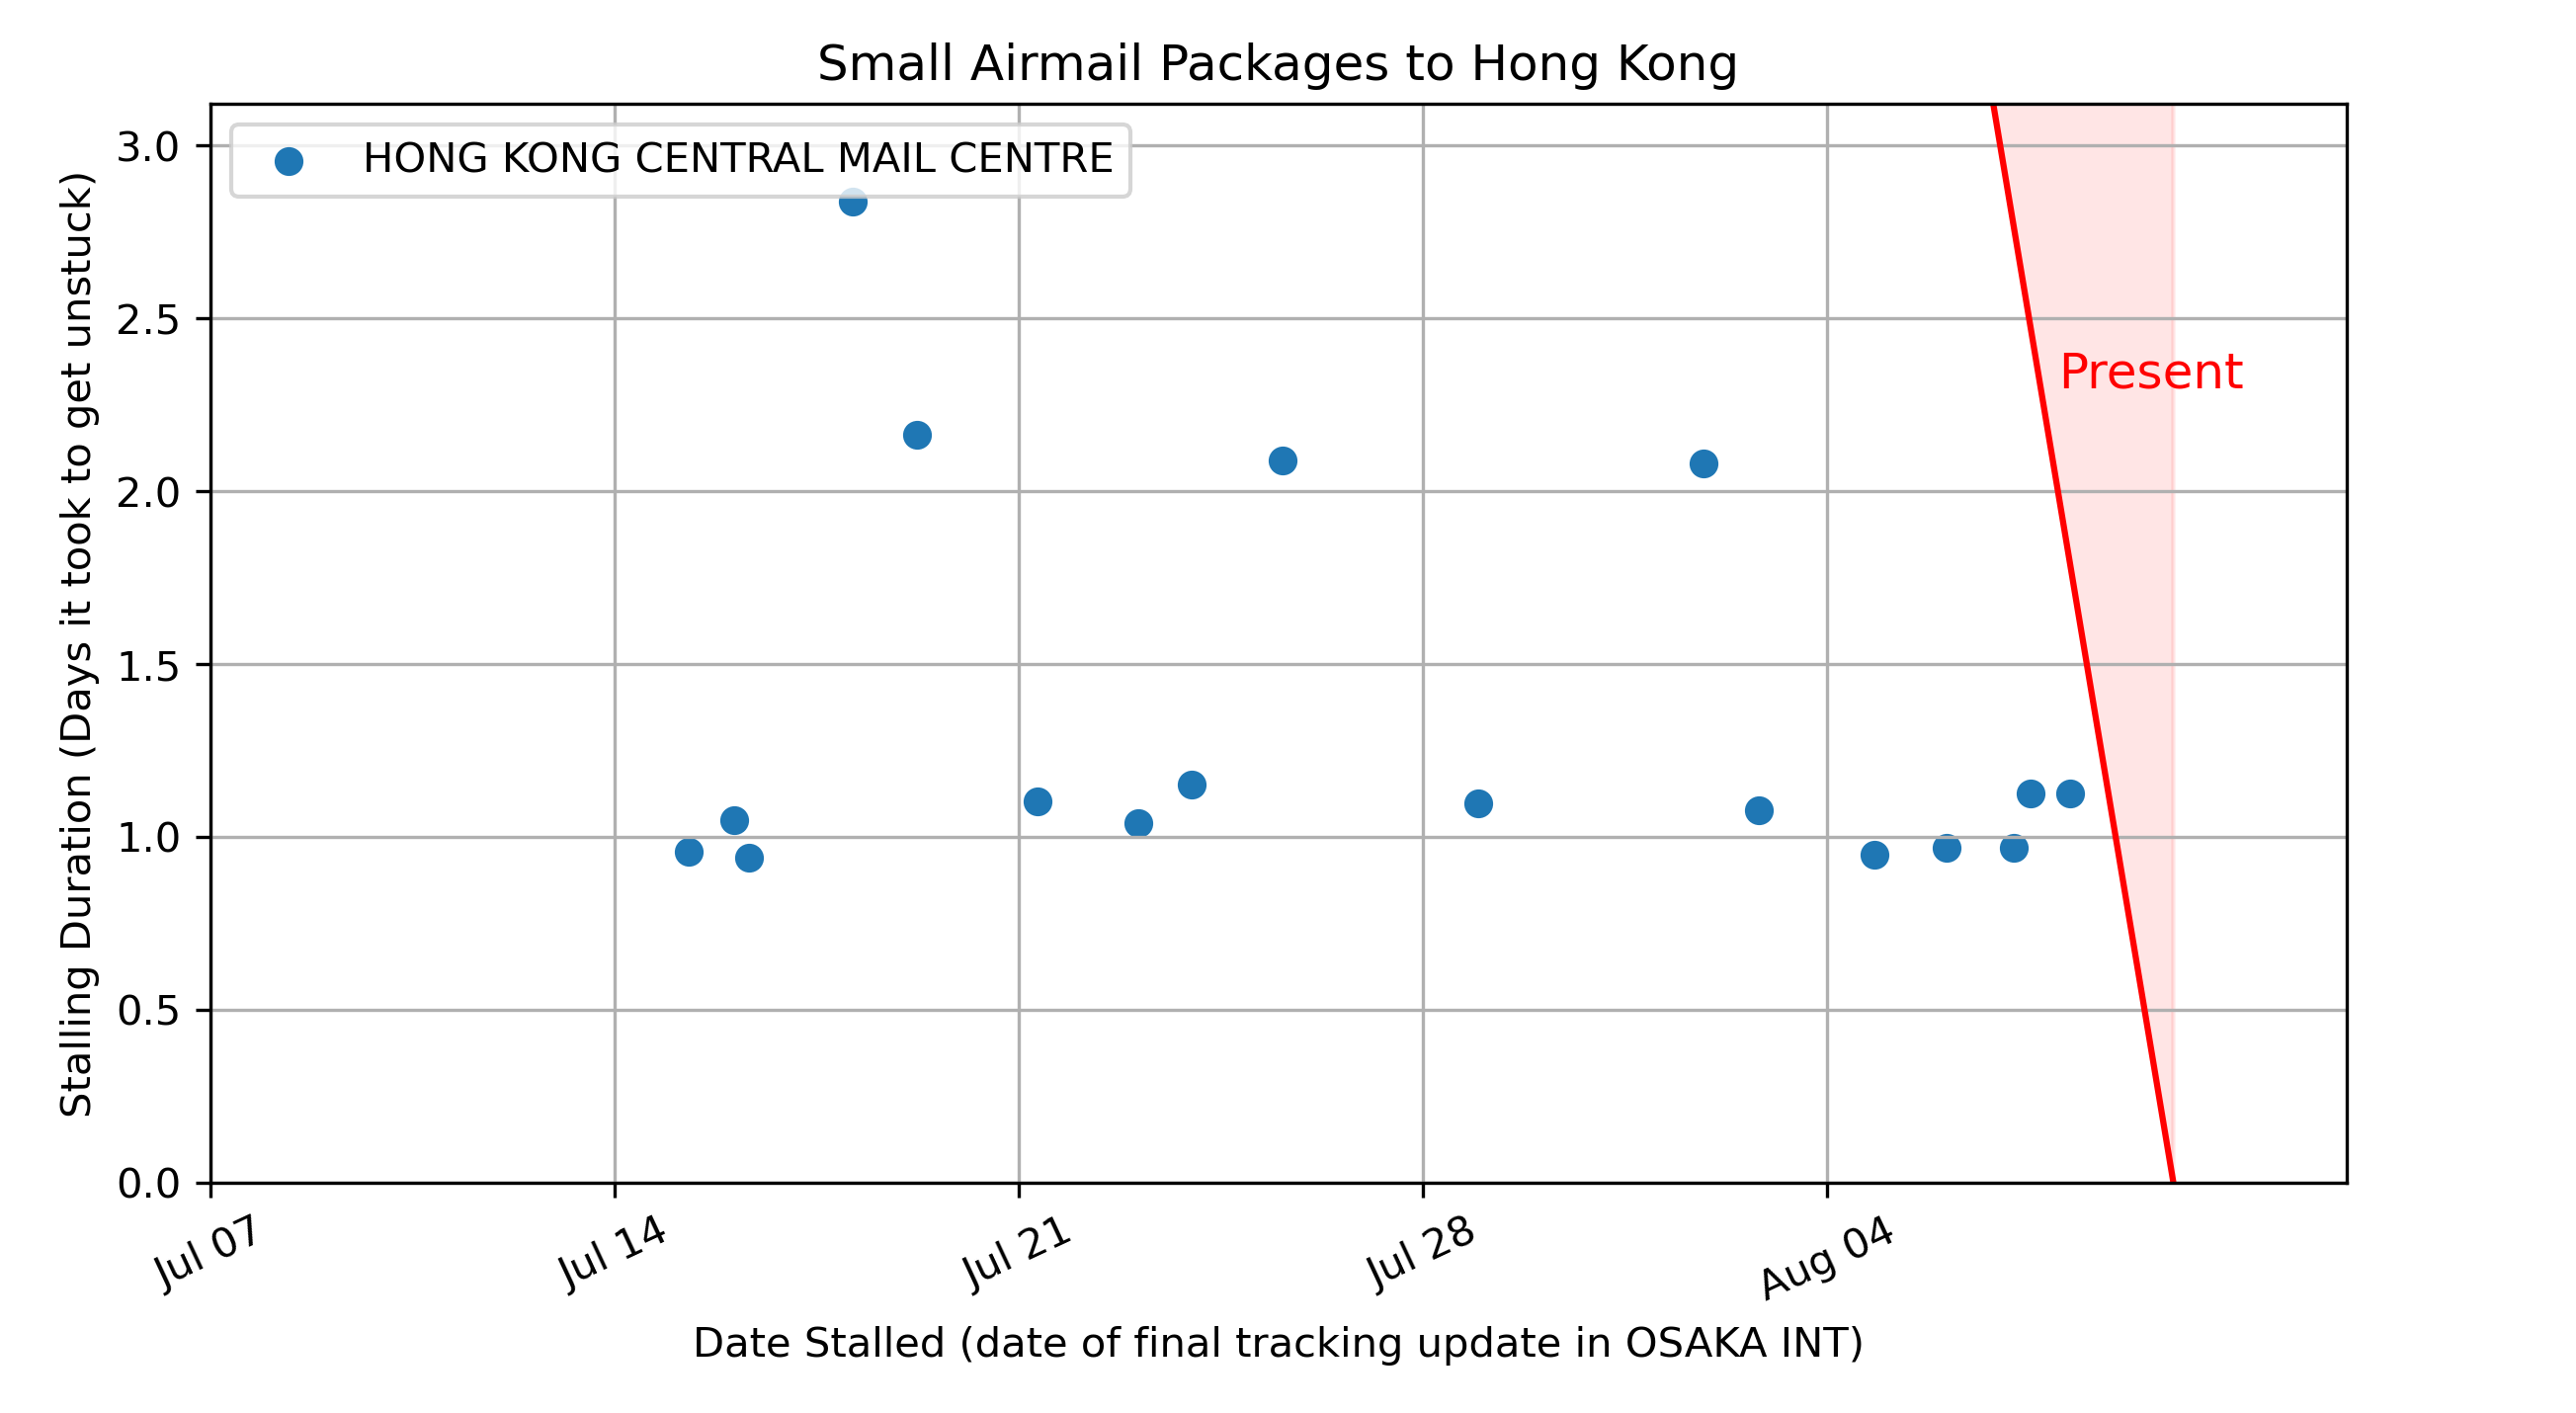 Small Airmail Packages to Hong Kong
HONG KONG CENTRAL MAIL CENTRE
Present
Stalling Duration (Days it took to get unstuck)
3.0
2.5
2.0
1.5
1.0
0.5
0.0
Jul 07
Jul 14
Jul 21
Jul 28
Aug 04
Date Stalled (date of final tracking update in OSAKA INT)